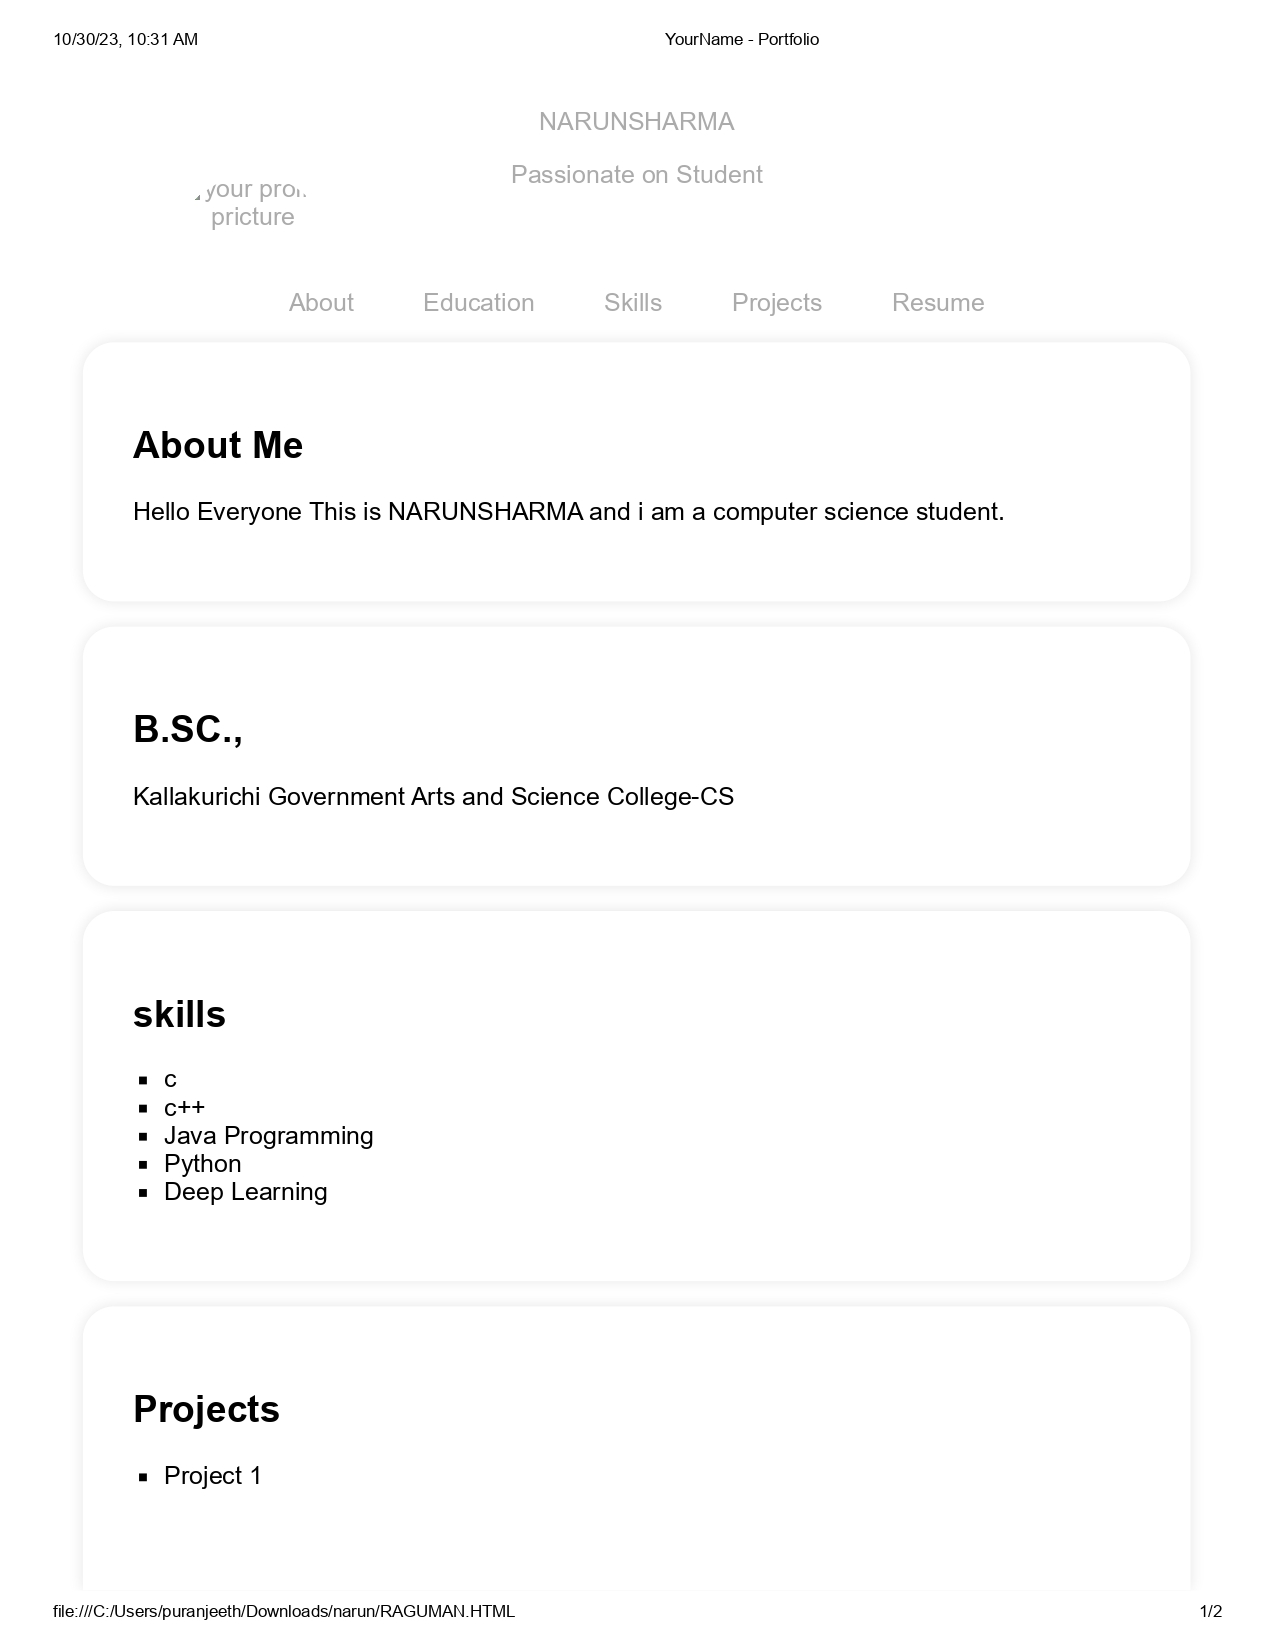 10/30/23, 10:31 AM YourName - Portfolio
NARUNSHARMA
Passionate on Student
your
pricture
About Education Skills Projects Resume
About Me
Hello Everyone This is NARUNSHARMA and i am a computer science student.
B.SC.,
Kallakurichi Government Arts and Science College-CS
skills
▪ c
▪ c++
▪ Java Programming
▪ Python
▪ Deep Learning
Projects
▪ Project 1
file:///C:/Users/puranjeeth/Downloads/narun/RAGUMAN.HTML 1/2